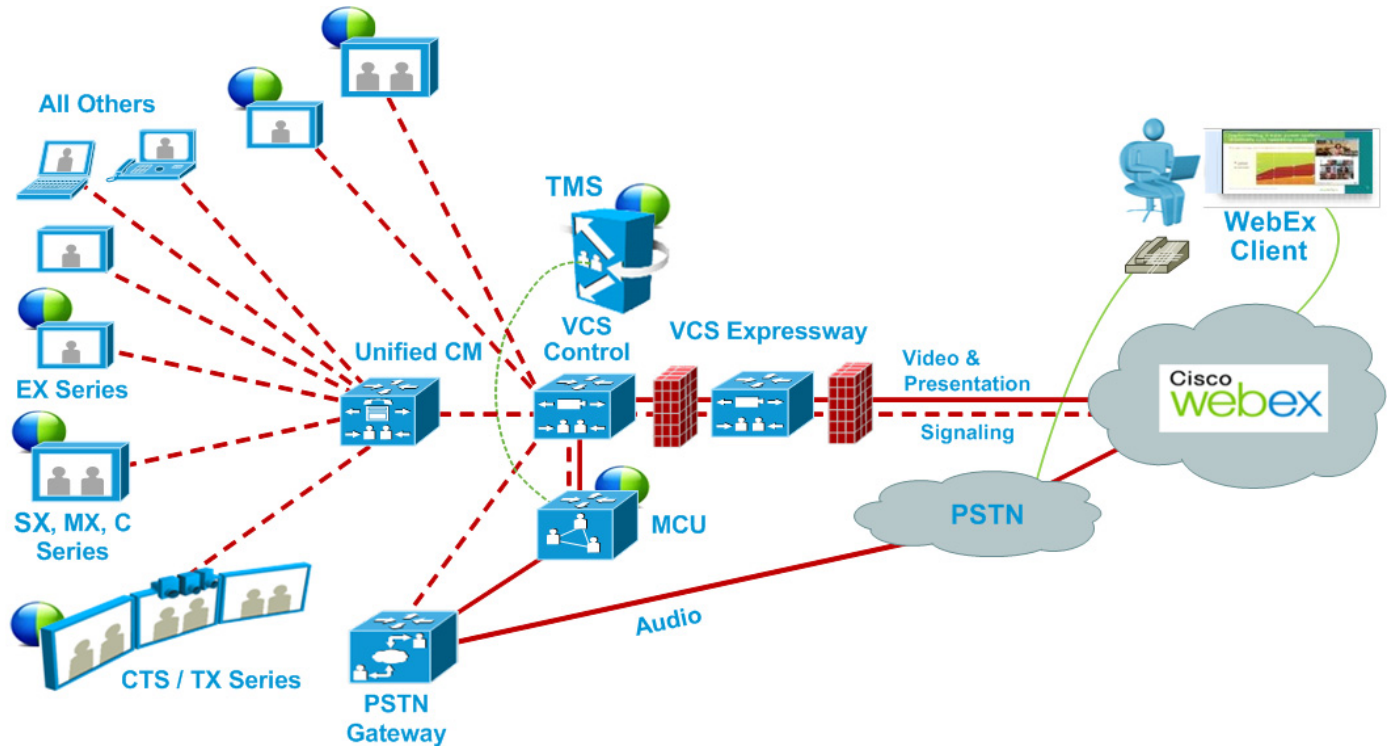 All Others
TMS
WebEx
Client
VCS
Control
VCS Expressway
Unified CM
Video &
Presentation
Cisco
webex
EX Series
Signaling
SX, MX, C
Series
MCU
PSTN
Audio
CTS / TX Series
PSTN
Gateway